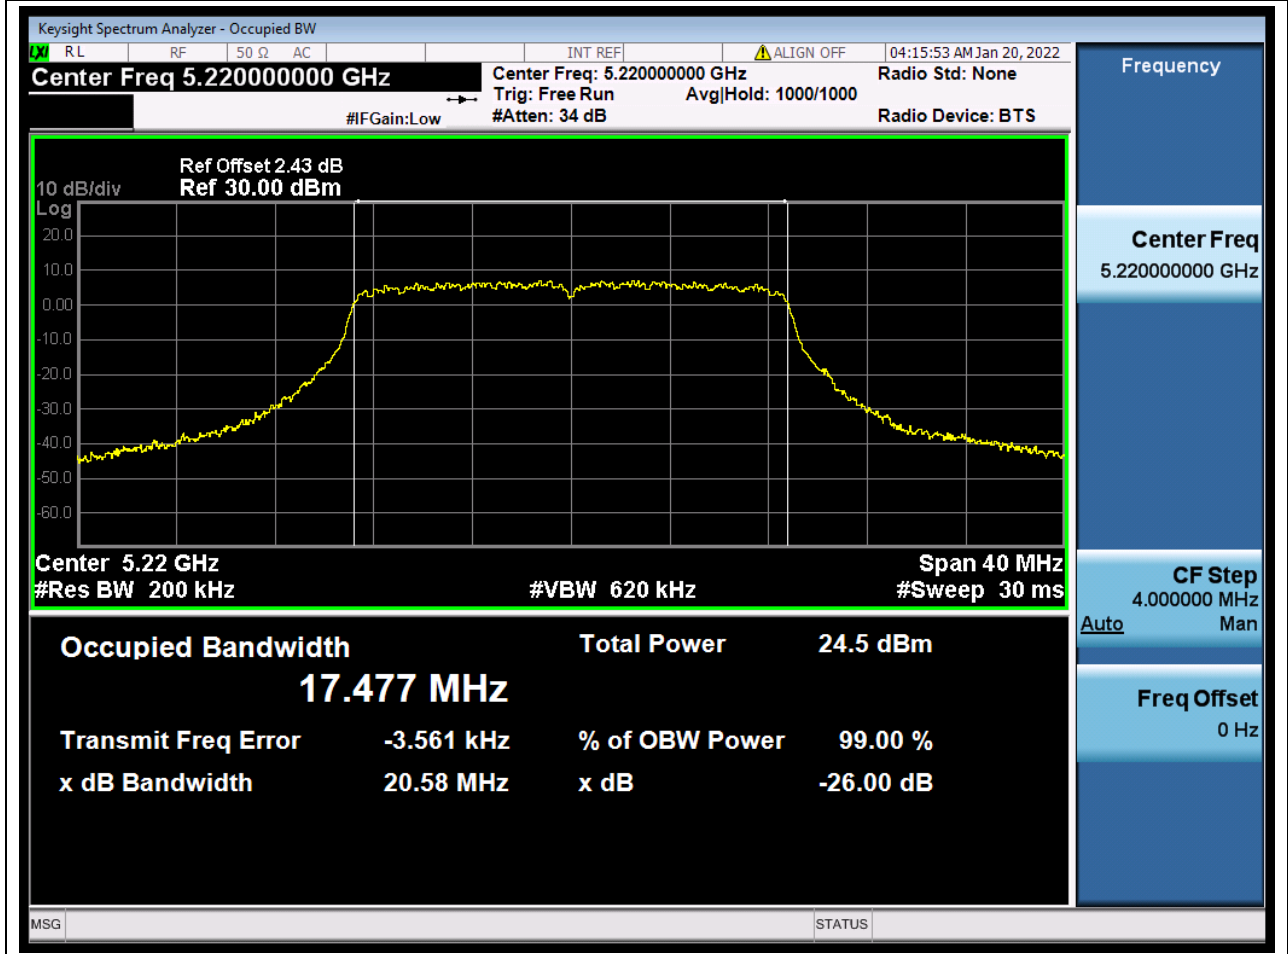 Keysight Spectrum Analyzer - Occupied BW
LXI RL RF 50 Ω AC INT REF ALIGN OFF 04:15:53 AM Jan 20, 2022
Center Freq 5.220000000 GHz
Center Freq: 5.220000000 GHz
Radio Std: None
Trig: Free Run Avg|Hold: 1000/1000
#IFGain:Low
#Atten: 34 dB
Radio Device: BTS
Ref Offset 2.43 dB
10 dB/div Ref 30.00 dBm
Log
20.0
10.0
0.00
-10.0
-20.0
-30.0
-40.0
-50.0
-60.0
Center 5.22 GHz Span 40 MHz
#Res BW 200 kHz #VBW 620 kHz #Sweep 30 ms
Occupied Bandwidth Total Power 24.5 dBm
17.477 MHz
Transmit Freq Error -3.561 kHz % of OBW Power 99.00 %
x dB Bandwidth 20.58 MHz x dB -26.00 dB
MSG STATUS
Frequency
Center Freq
5.220000000 GHz
CF Step
4.000000 MHz
Auto Man
Freq Offset
0 Hz